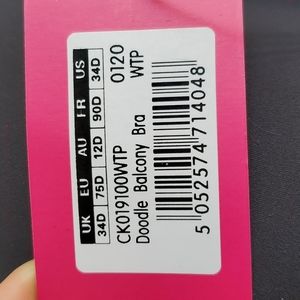 UK EU AU FR US
34D 75D 12D 90D 34D
CK019100WTP 0120
Doodle Balcony Bra WTP
5 052574 714048